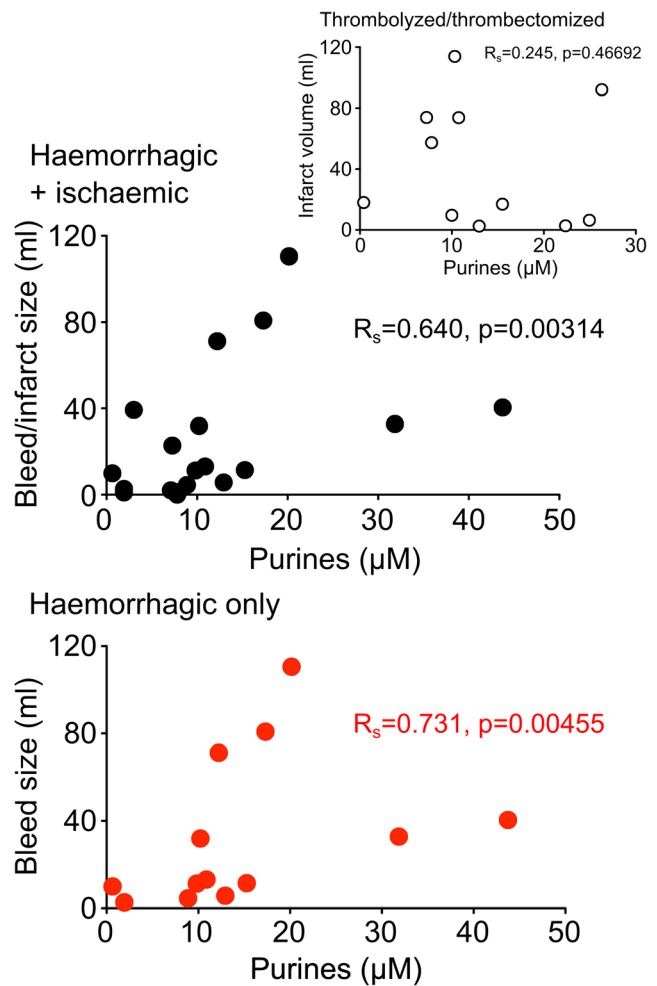 Thrombolyzed/thrombectomized
120
80
40
0
Infarct volume (ml)
Rₛ=0.245, p=0.46692
0 10 20 30
Purines (µM)
Haemorrhagic
+ ischaemic
120
80
40
0
Bleed/infarct size (ml)
Rₛ=0.640, p=0.00314
0 10 20 30 40 50
Purines (µM)
Haemorrhagic only
120
80
40
0
Bleed size (ml)
Rₛ=0.731, p=0.00455
0 10 20 30 40 50
Purines (µM)